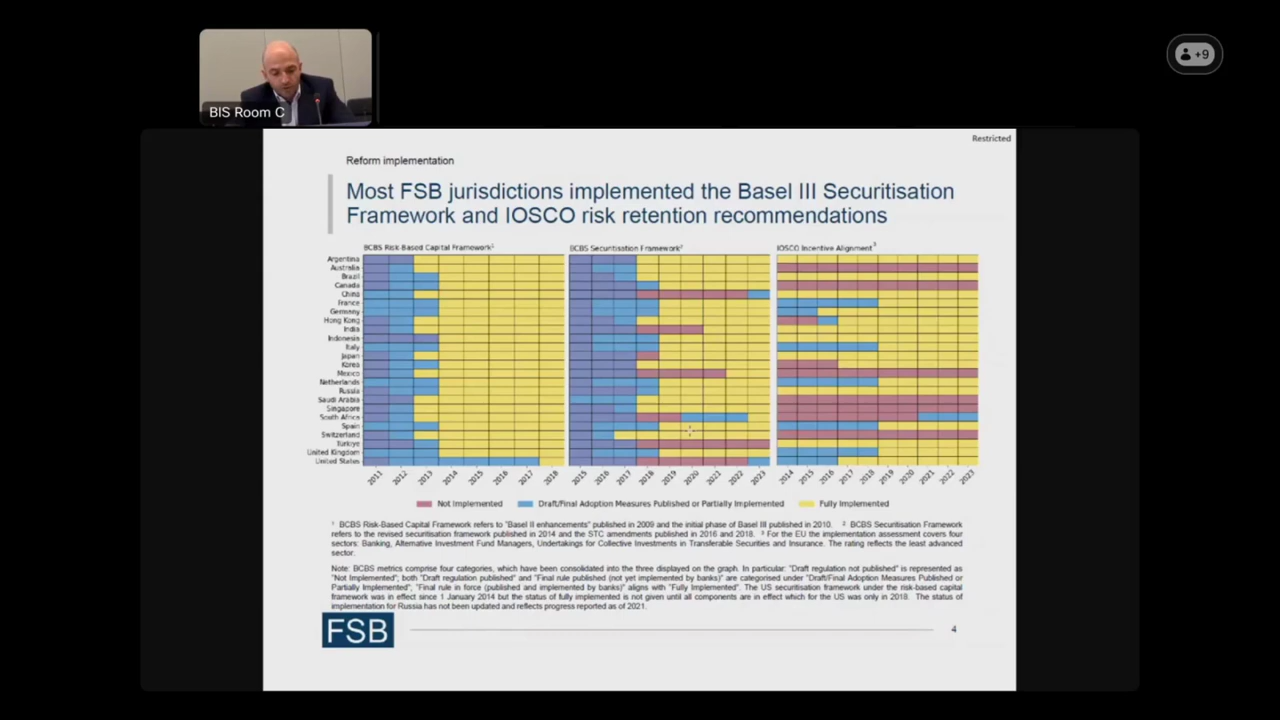 BIS Room C
+9
Restricted
Reform implementation
Most FSB jurisdictions implemented the Basel III Securitisation
Framework and IOSCO risk retention recommendations
BCBS Risk-Based Capital Framework¹
BCBS Securitisation Framework²
IOSCO Incentive Alignment³
Argentina
Australia
Brazil
Canada
China
France
Germany
Hong Kong
India
Indonesia
Italy
Japan
Korea
Mexico
Netherlands
Russia
Saudi Arabia
Singapore
South Africa
Spain
Switzerland
Türkiye
United Kingdom
United States
2011 2012 2013 2014 2015 2016 2017 2018
2015 2016 2017 2018 2019 2020 2021 2022 2023
2014 2015 2016 2017 2018 2019 2020 2021 2022 2023
Not Implemented
Draft/Final Adoption Measures Published or Partially Implemented
Fully Implemented
¹ BCBS Risk-Based Capital Framework refers to "Basel II enhancements" published in 2009 and the initial phase of Basel III published in 2010. ² BCBS Securitisation Framework
refers to the revised securitisation framework published in 2014 and the STC amendments published in 2016 and 2018. ³ For the EU the implementation assessment covers four
sectors: Banking, Alternative Investment Fund Managers, Undertakings for Collective Investments in Transferable Securities and Insurance. The rating reflects the least advanced
sector.
Note: BCBS metrics comprise four categories, which have been consolidated into the three displayed on the graph. In particular: "Draft regulation not published" is represented as
"Not Implemented"; both "Draft regulation published" and "Final rule published (not yet implemented by banks)" are categorised under "Draft/Final Adoption Measures Published or
Partially Implemented"; "Final rule in force (published and implemented by banks)" aligns with "Fully Implemented". The US securitisation framework under the risk-based capital
framework was in effect since 1 January 2014 but the status of fully implemented is not given until all components are in effect which for the US was only in 2018. The status of
implementation for Russia has not been updated and reflects progress reported as of 2021.
FSB
4